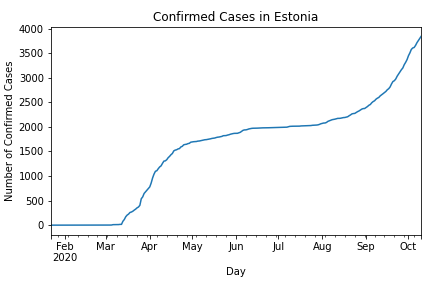 Confirmed Cases in Estonia
4000
3500
3000
2500
2000
1500
1000
500
0
Number of Confirmed Cases
Feb Mar Apr May Jun Jul Aug Sep Oct
2020
Day